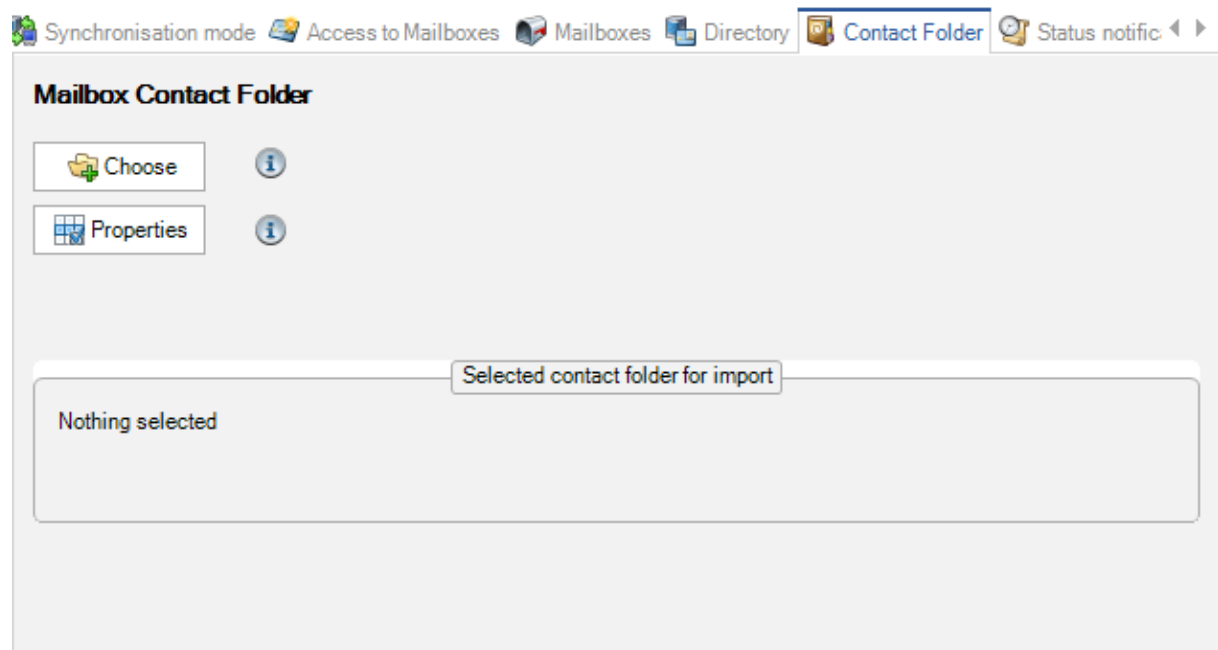 Synchronisation mode Access to Mailboxes Mailboxes Directory Contact Folder Status notific
Mailbox Contact Folder
Choose
Properties
Selected contact folder for import
Nothing selected